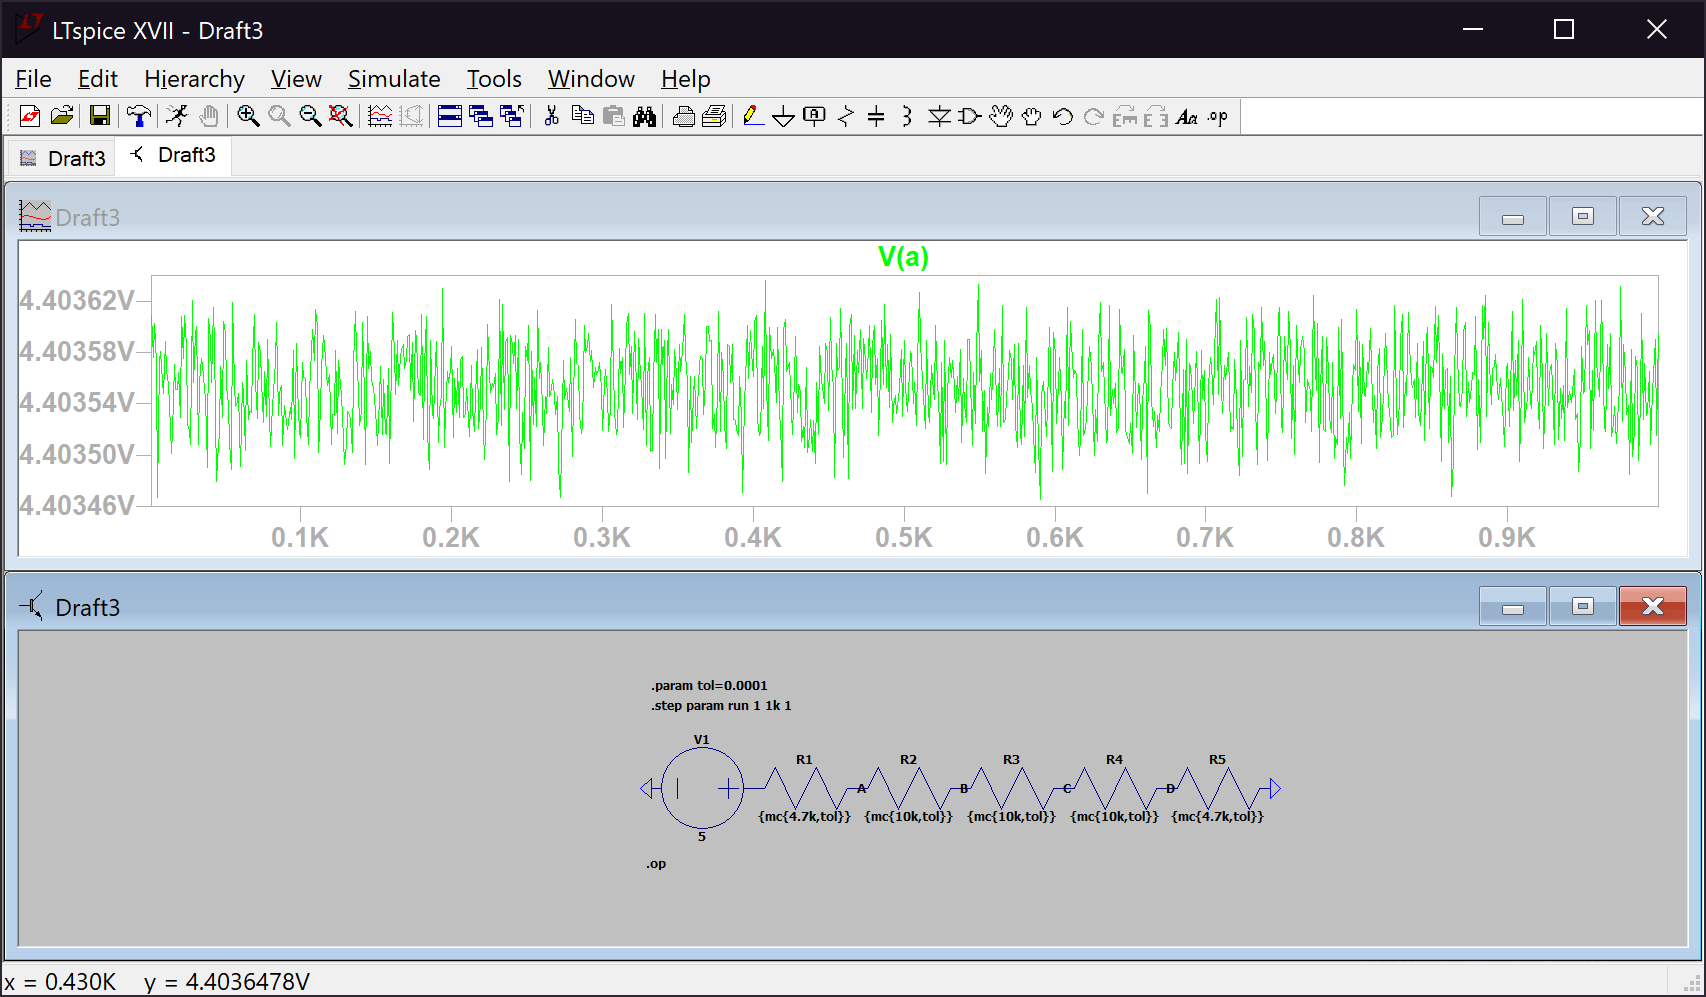 LTspice XVII - Draft3
File Edit Hierarchy View Simulate Tools Window Help
Draft3 Draft3
Draft3
V(a)
4.40362V
4.40358V
4.40354V
4.40350V
4.40346V
0.1K 0.2K 0.3K 0.4K 0.5K 0.6K 0.7K 0.8K 0.9K
Draft3
.param tol=0.0001
.step param run 1 1k 1
V1
R1 R2 R3 R4 R5
A B C D
{mc{4.7k,tol}} {mc{10k,tol}} {mc{10k,tol}} {mc{10k,tol}} {mc{4.7k,tol}}
5
.op
x = 0.430K y = 4.4036478V